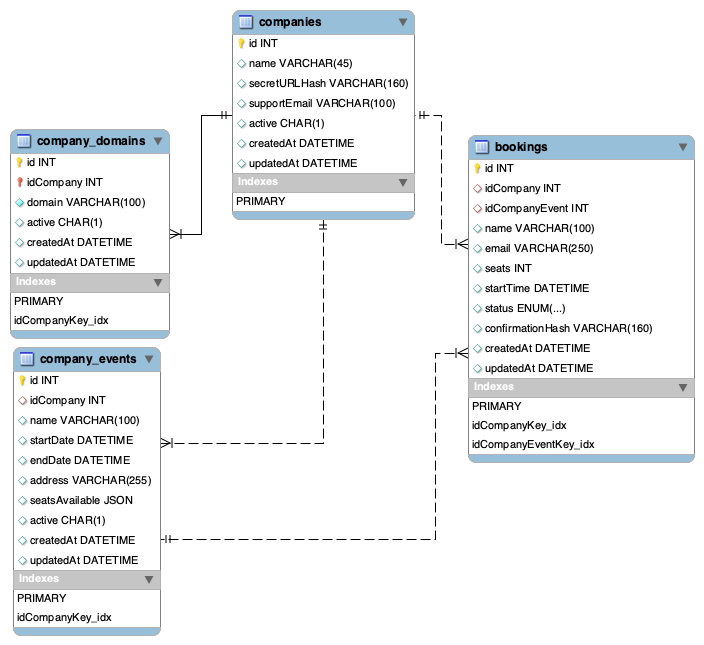 companies
id INT
name VARCHAR(45)
secretURLHash VARCHAR(160)
supportEmail VARCHAR(100)
active CHAR(1)
createdAt DATETIME
updatedAt DATETIME
Indexes
PRIMARY
company_domains
id INT
idCompany INT
domain VARCHAR(100)
active CHAR(1)
createdAt DATETIME
updatedAt DATETIME
Indexes
PRIMARY
idCompanyKey_idx
bookings
id INT
idCompany INT
idCompanyEvent INT
name VARCHAR(100)
email VARCHAR(250)
seats INT
startTime DATETIME
status ENUM(...)
confirmationHash VARCHAR(160)
createdAt DATETIME
updatedAt DATETIME
Indexes
PRIMARY
idCompanyKey_idx
idCompanyEventKey_idx
company_events
id INT
idCompany INT
name VARCHAR(100)
startDate DATETIME
endDate DATETIME
address VARCHAR(255)
seatsAvailable JSON
active CHAR(1)
createdAt DATETIME
updatedAt DATETIME
Indexes
PRIMARY
idCompanyKey_idx